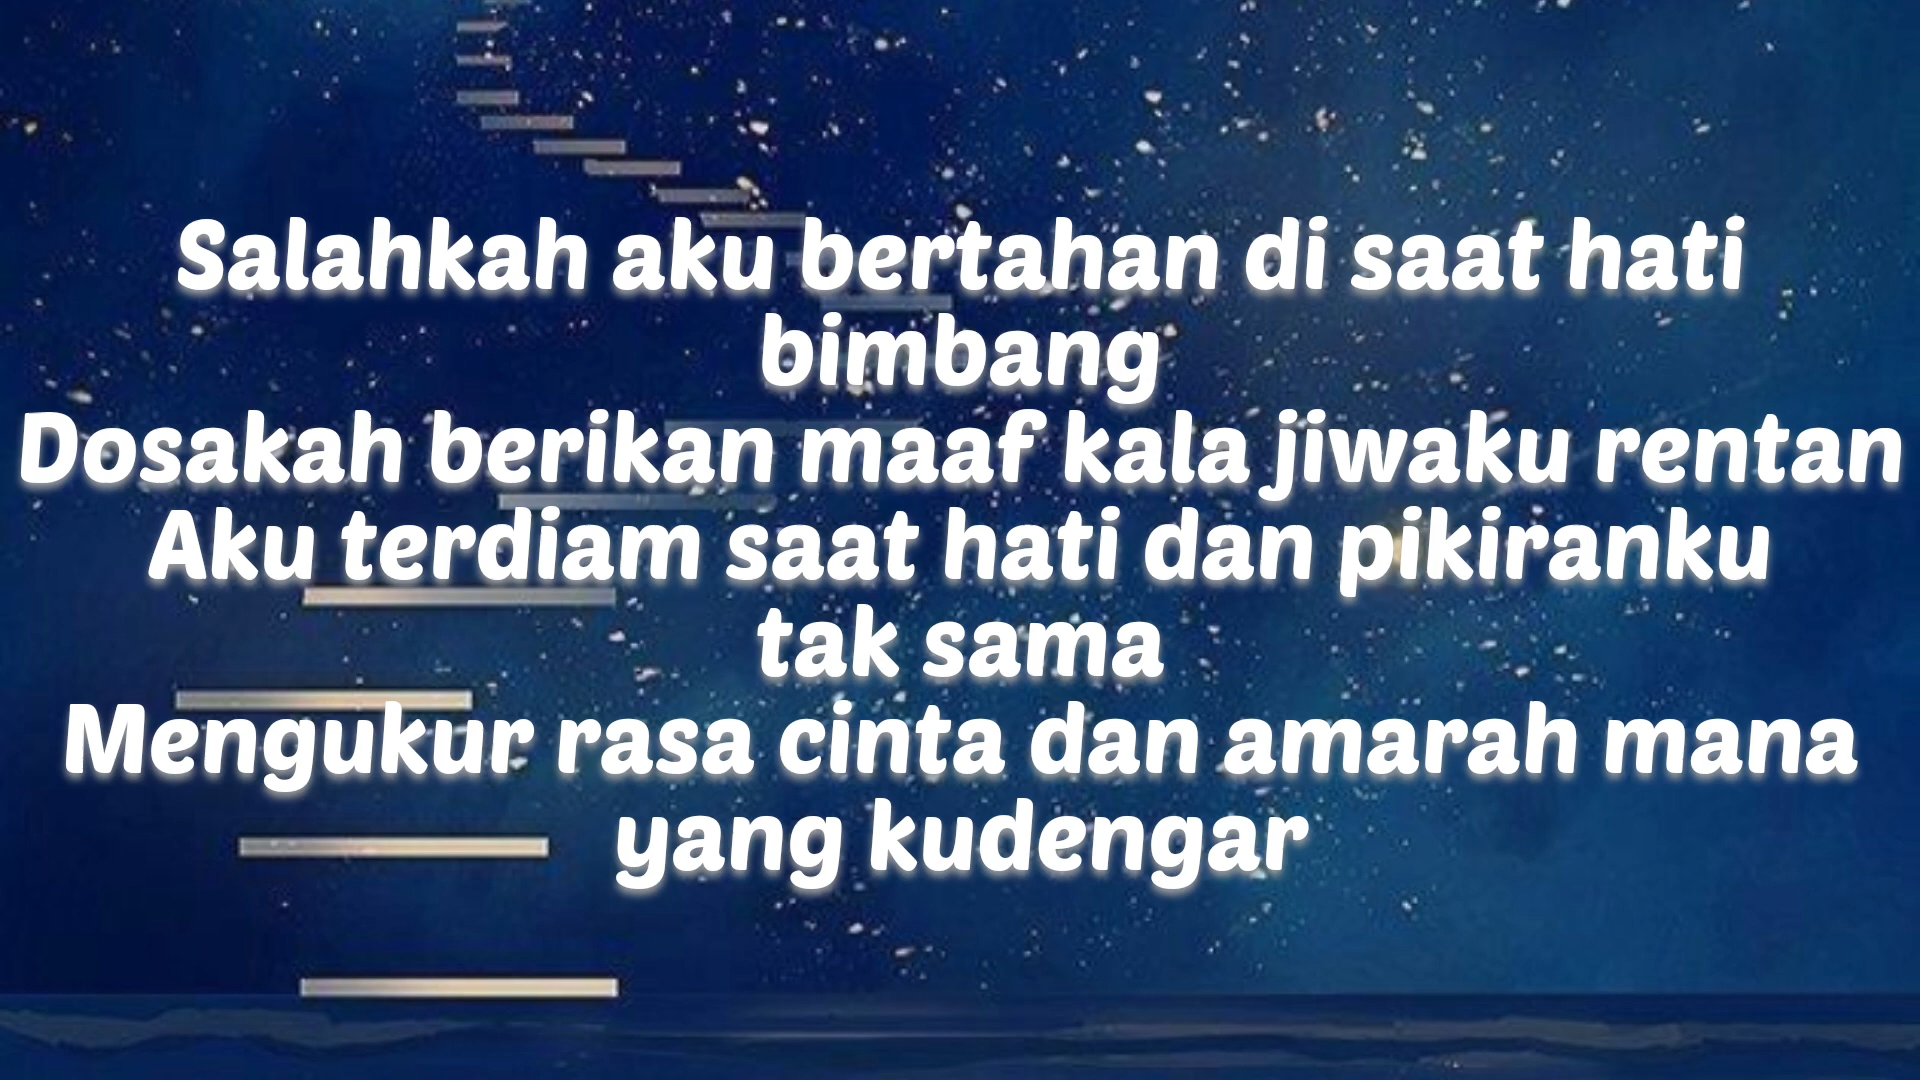 Salahkah aku bertahan di saat hati
bimbang
Dosakah berikan maaf kala jiwaku rentan
Aku terdiam saat hati dan pikiranku
tak sama
Mengukur rasa cinta dan amarah mana
yang kudengar